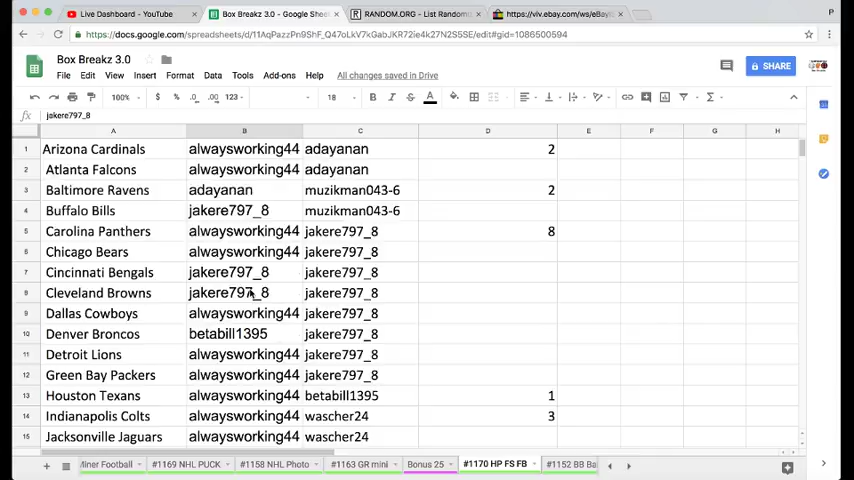 Live Dashboard - YouTube × Box Breakz 3.0 - Google Sheet × RANDOM.ORG - List Randomiz × https://viv.ebay.com/ws/eBayIS ×
https://docs.google.com/spreadsheets/d/11AqPazzPn9ShF_Q47oLkV7kGabJKR72ie4k27N2S5SE/edit#gid=1086500594
Box Breakz 3.0
File Edit View Insert Format Data Tools Add-ons Help All changes saved in Drive SHARE
100% $ % .0 .00 123 18 B I S A
fx jakere797_8
A B C D E F G H
1 Arizona Cardinals alwaysworking44 adayanan 2
2 Atlanta Falcons alwaysworking44 adayanan
3 Baltimore Ravens adayanan muzikman043-6 2
4 Buffalo Bills jakere797_8 muzikman043-6
5 Carolina Panthers alwaysworking44 jakere797_8 8
6 Chicago Bears alwaysworking44 jakere797_8
7 Cincinnati Bengals jakere797_8 jakere797_8
8 Cleveland Browns jakere797_8 jakere797_8
9 Dallas Cowboys alwaysworking44 jakere797_8
10 Denver Broncos betabill1395 jakere797_8
11 Detroit Lions alwaysworking44 jakere797_8
12 Green Bay Packers alwaysworking44 jakere797_8
13 Houston Texans alwaysworking44 betabill1395 1
14 Indianapolis Colts alwaysworking44 wascher24 3
15 Jacksonville Jaguars alwaysworking44 wascher24
Miner Football #1169 NHL PUCK #1158 NHL Photo #1163 GR mini Bonus 25 #1170 HP FS FB #1152 BB Ba